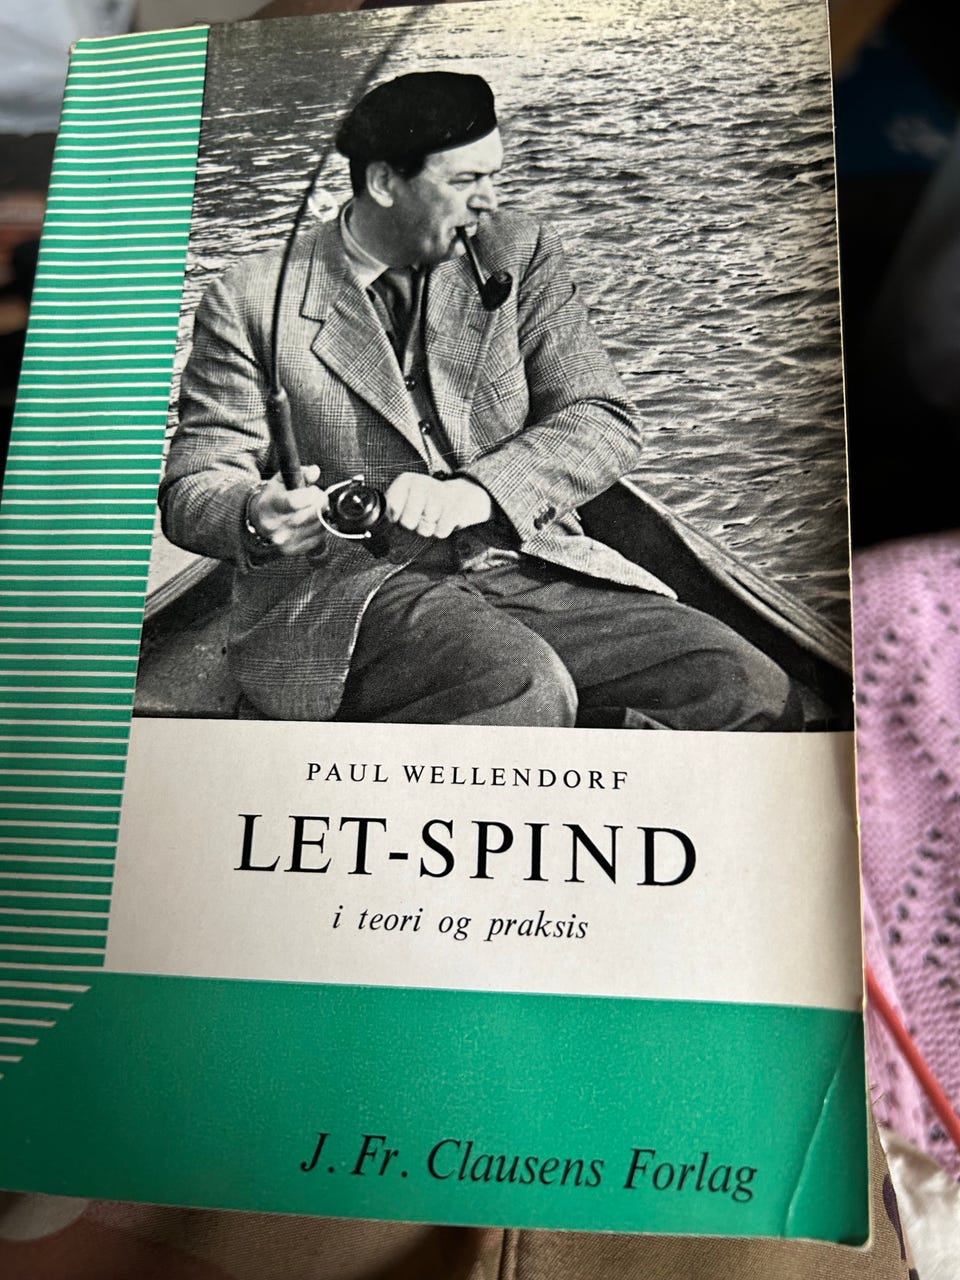 PAUL WELLENDORF
LET-SPIND
i teori og praksis
J. Fr. Clausens Forlag